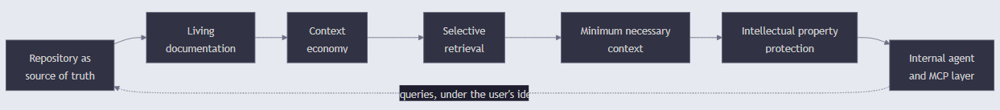 Repository as
source of truth
Living
documentation
Context
economy
Selective
retrieval
Minimum necessary
context
Intellectual property
protection
Internal agent
and MCP layer
queries, under the user's ide